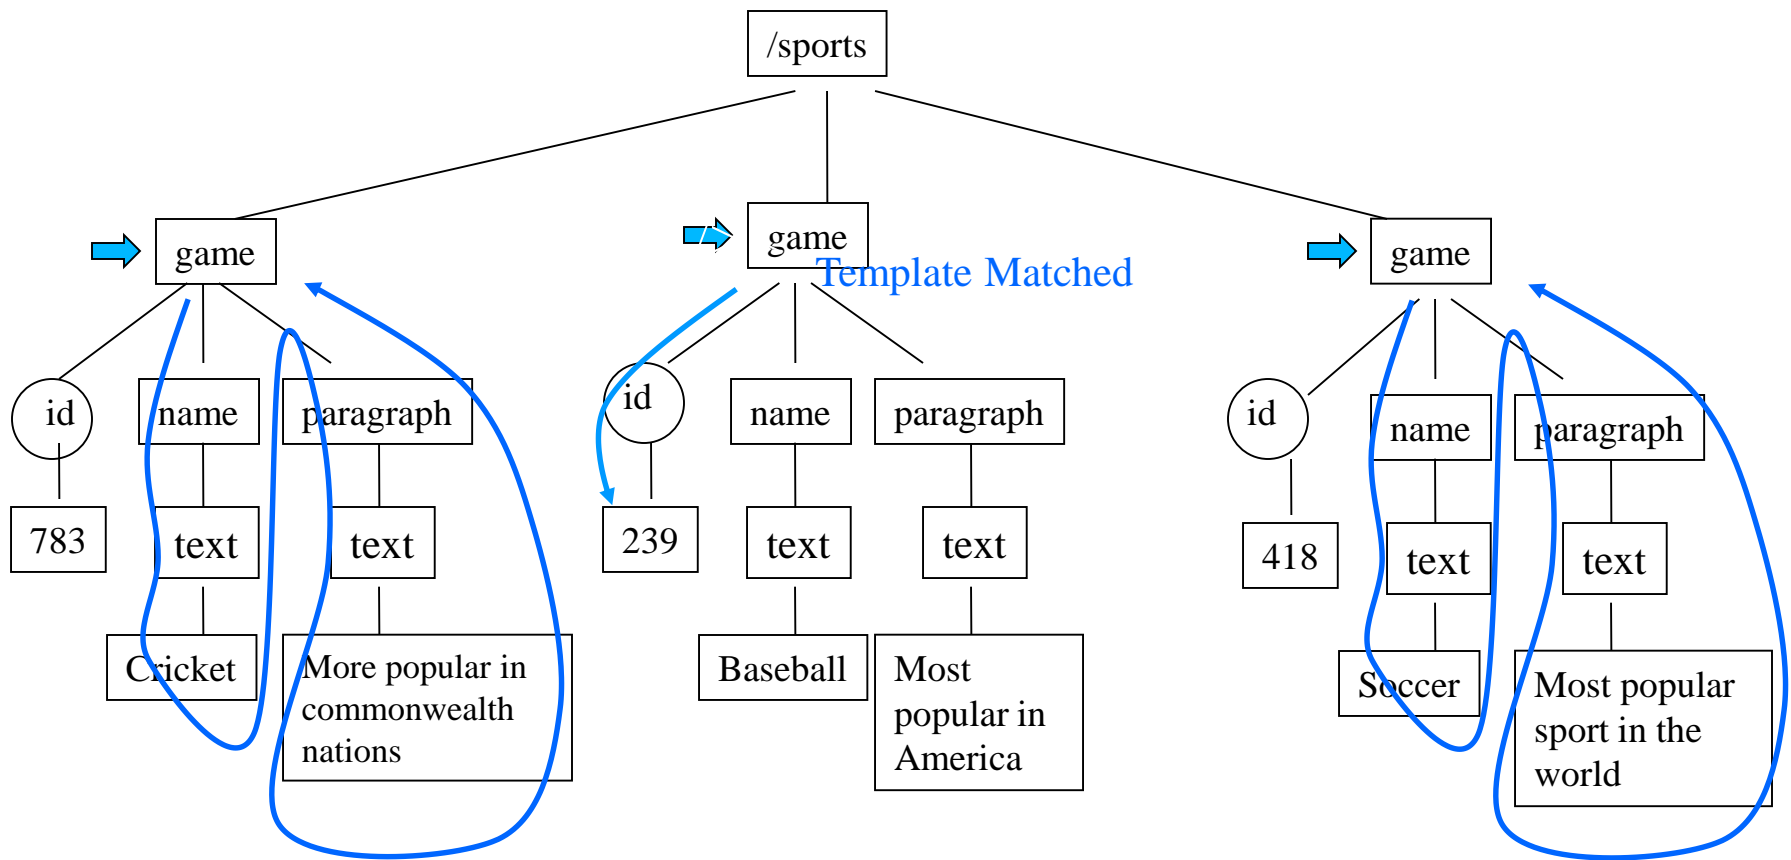 /sports
game
game
Template Matched
game
id
name
paragraph
id
name
paragraph
id
name
paragraph
783
text
text
239
text
text
418
text
text
Cricket
More popular in
commonwealth
nations
Baseball
Most
popular in
America
Soccer
Most popular
sport in the
world